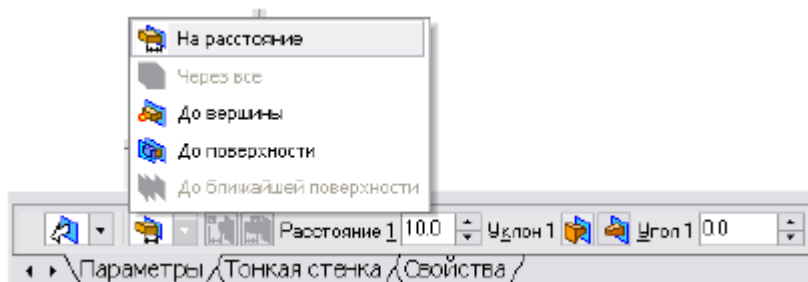 На расстояние
Через все
До вершины
До поверхности
До ближайшей поверхности
Расстояние 1 10.0 Уклон 1 Угол 1 0.0
Параметры Тонкая стенка Свойства